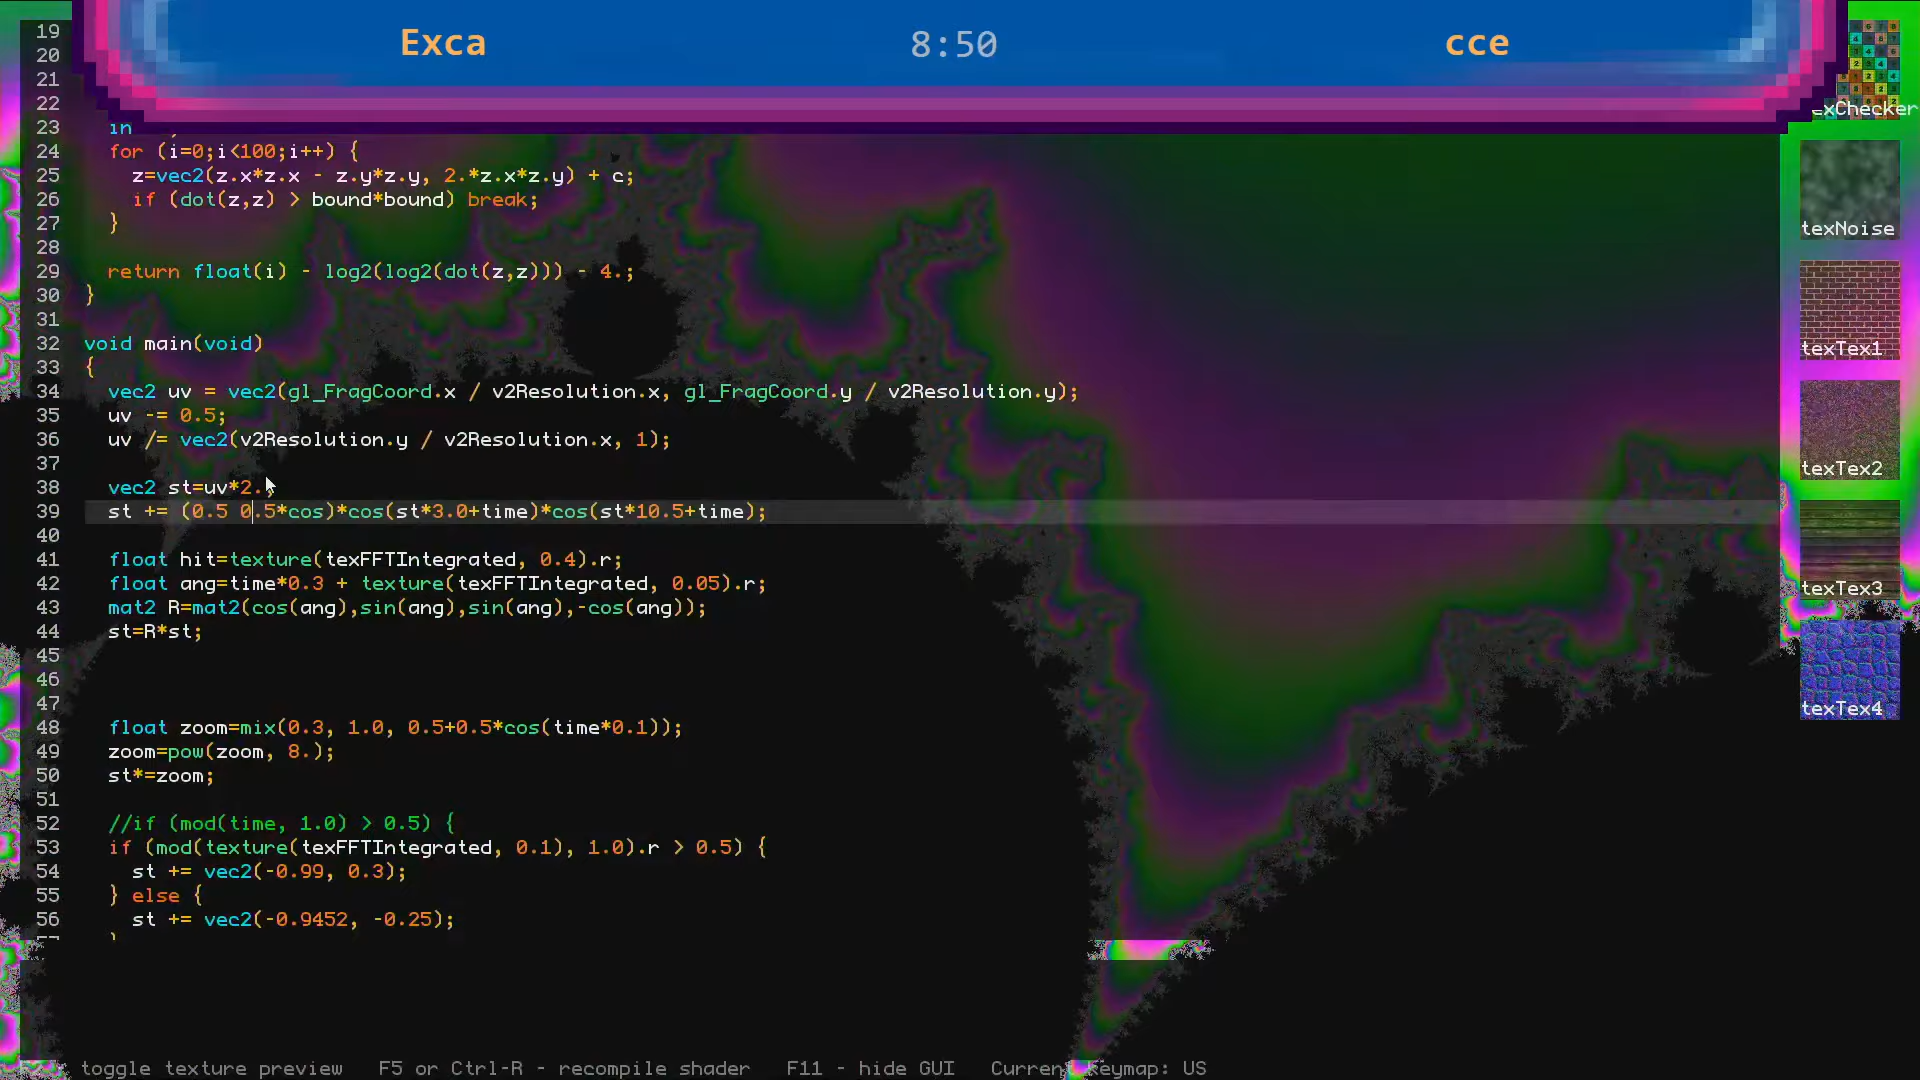 Exca 8:50 cce
19
20
21
22
23 in
24 for (i=0;i<100;i++) {
25 z=vec2(z.x*z.x - z.y*z.y, 2.*z.x*z.y) + c;
26 if (dot(z,z) > bound*bound) break;
27 }
28
29 return float(i) - log2(log2(dot(z,z))) - 4.;
30 }
31
32 void main(void)
33 {
34 vec2 uv = vec2(gl_FragCoord.x / v2Resolution.x, gl_FragCoord.y / v2Resolution.y);
35 uv -= 0.5;
36 uv /= vec2(v2Resolution.y / v2Resolution.x, 1);
37
38 vec2 st=uv*2.;
39 st += (0.5 0.5*cos)*cos(st*3.0+time)*cos(st*10.5+time);
40
41 float hit=texture(texFFTIntegrated, 0.4).r;
42 float ang=time*0.3 + texture(texFFTIntegrated, 0.05).r;
43 mat2 R=mat2(cos(ang),sin(ang),sin(ang),-cos(ang));
44 st=R*st;
45
46
47
48 float zoom=mix(0.3, 1.0, 0.5+0.5*cos(time*0.1));
49 zoom=pow(zoom, 8.);
50 st*=zoom;
51
52 //if (mod(time, 1.0) > 0.5) {
53 if (mod(texture(texFFTIntegrated, 0.1), 1.0).r > 0.5) {
54 st += vec2(-0.99, 0.3);
55 } else {
56 st += vec2(-0.9452, -0.25);
exChecker
texNoise
texTex1
texTex2
texTex3
texTex4
toggle texture preview F5 or Ctrl-R - recompile shader F11 - hide GUI Current keymap: US